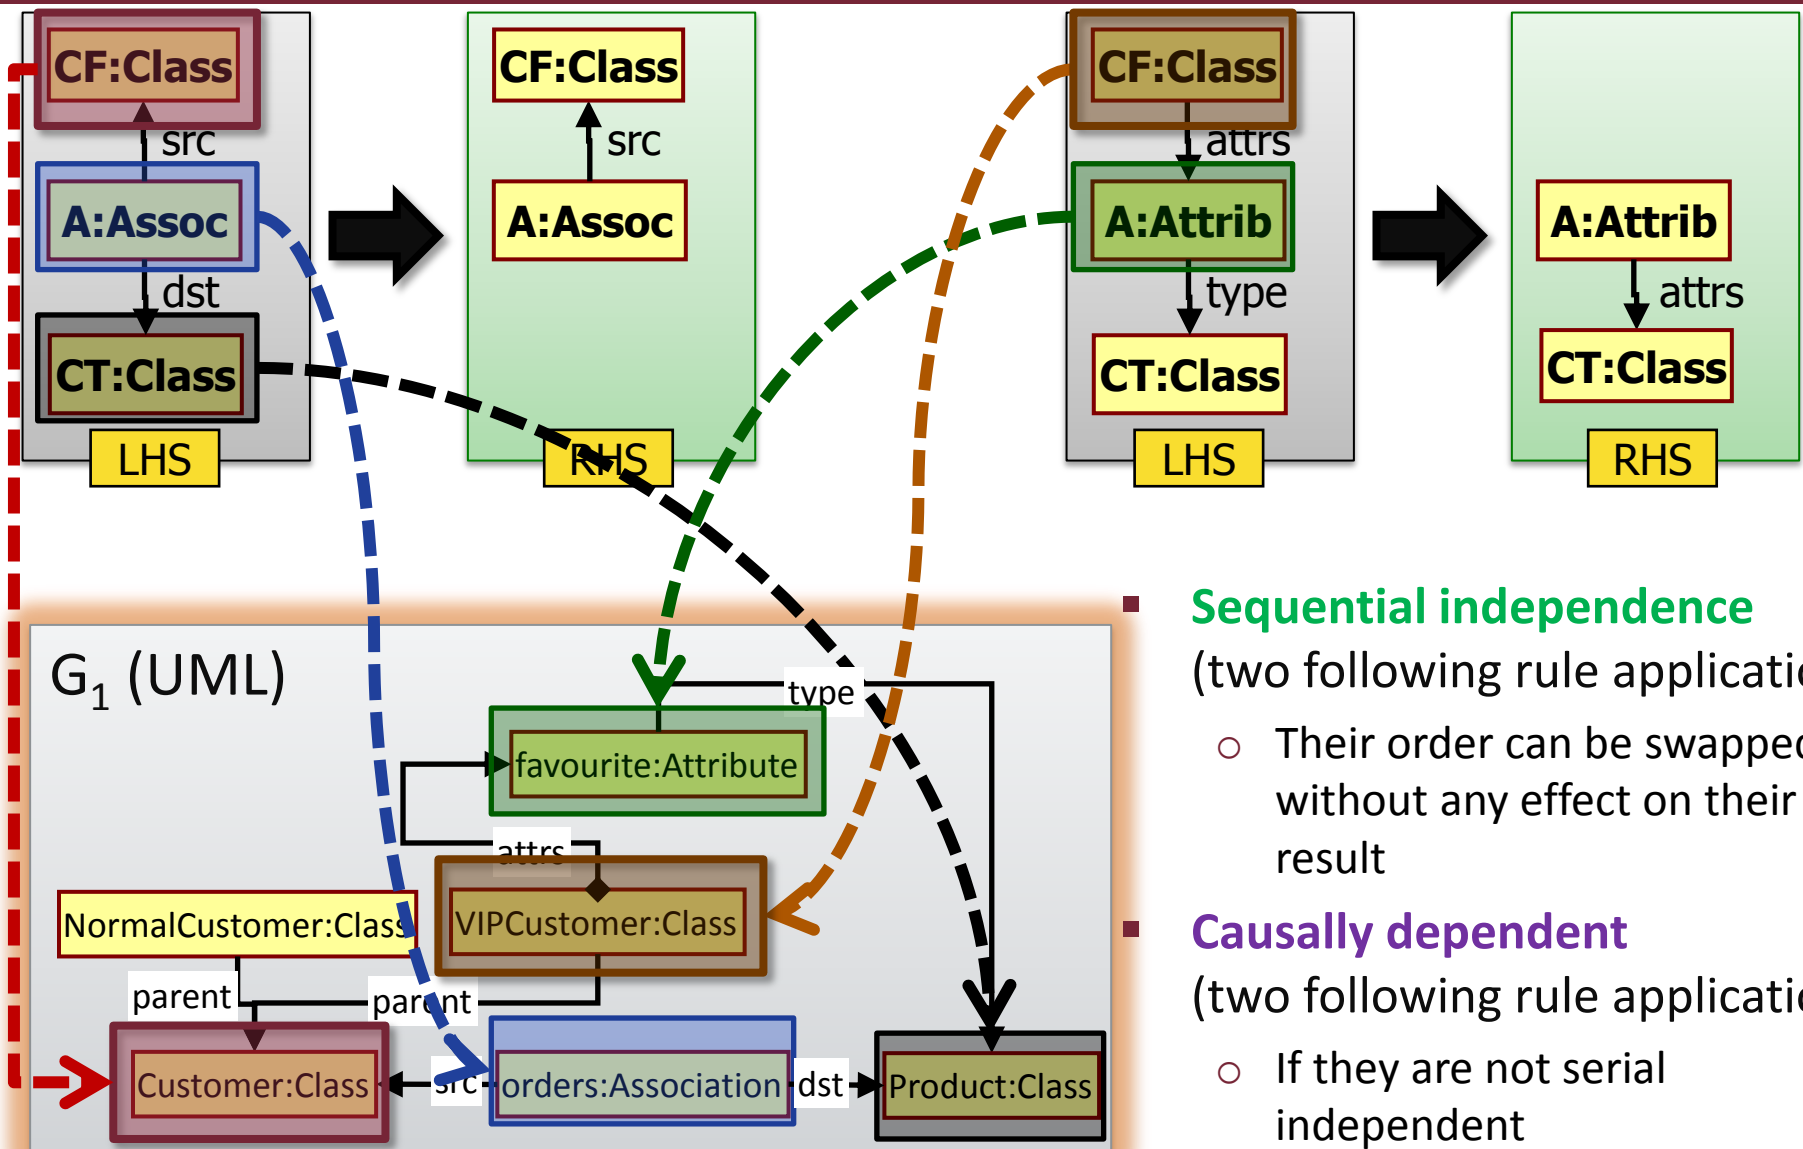 CF:Class
src
A:Assoc
dst
CT:Class
LHS
CF:Class
src
A:Assoc
RHS
CF:Class
attrs
A:Attrib
type
CT:Class
LHS
A:Attrib
attrs
CT:Class
RHS
G1 (UML)
type
favourite:Attribute
attrs
NormalCustomer:Class
VIPCustomer:Class
parent
parent
Customer:Class
src
orders:Association
dst
Product:Class
Sequential independence
(two following rule applicatio
Their order can be swapped
without any effect on their
result
Causally dependent
(two following rule applicatio
If they are not serial
independent